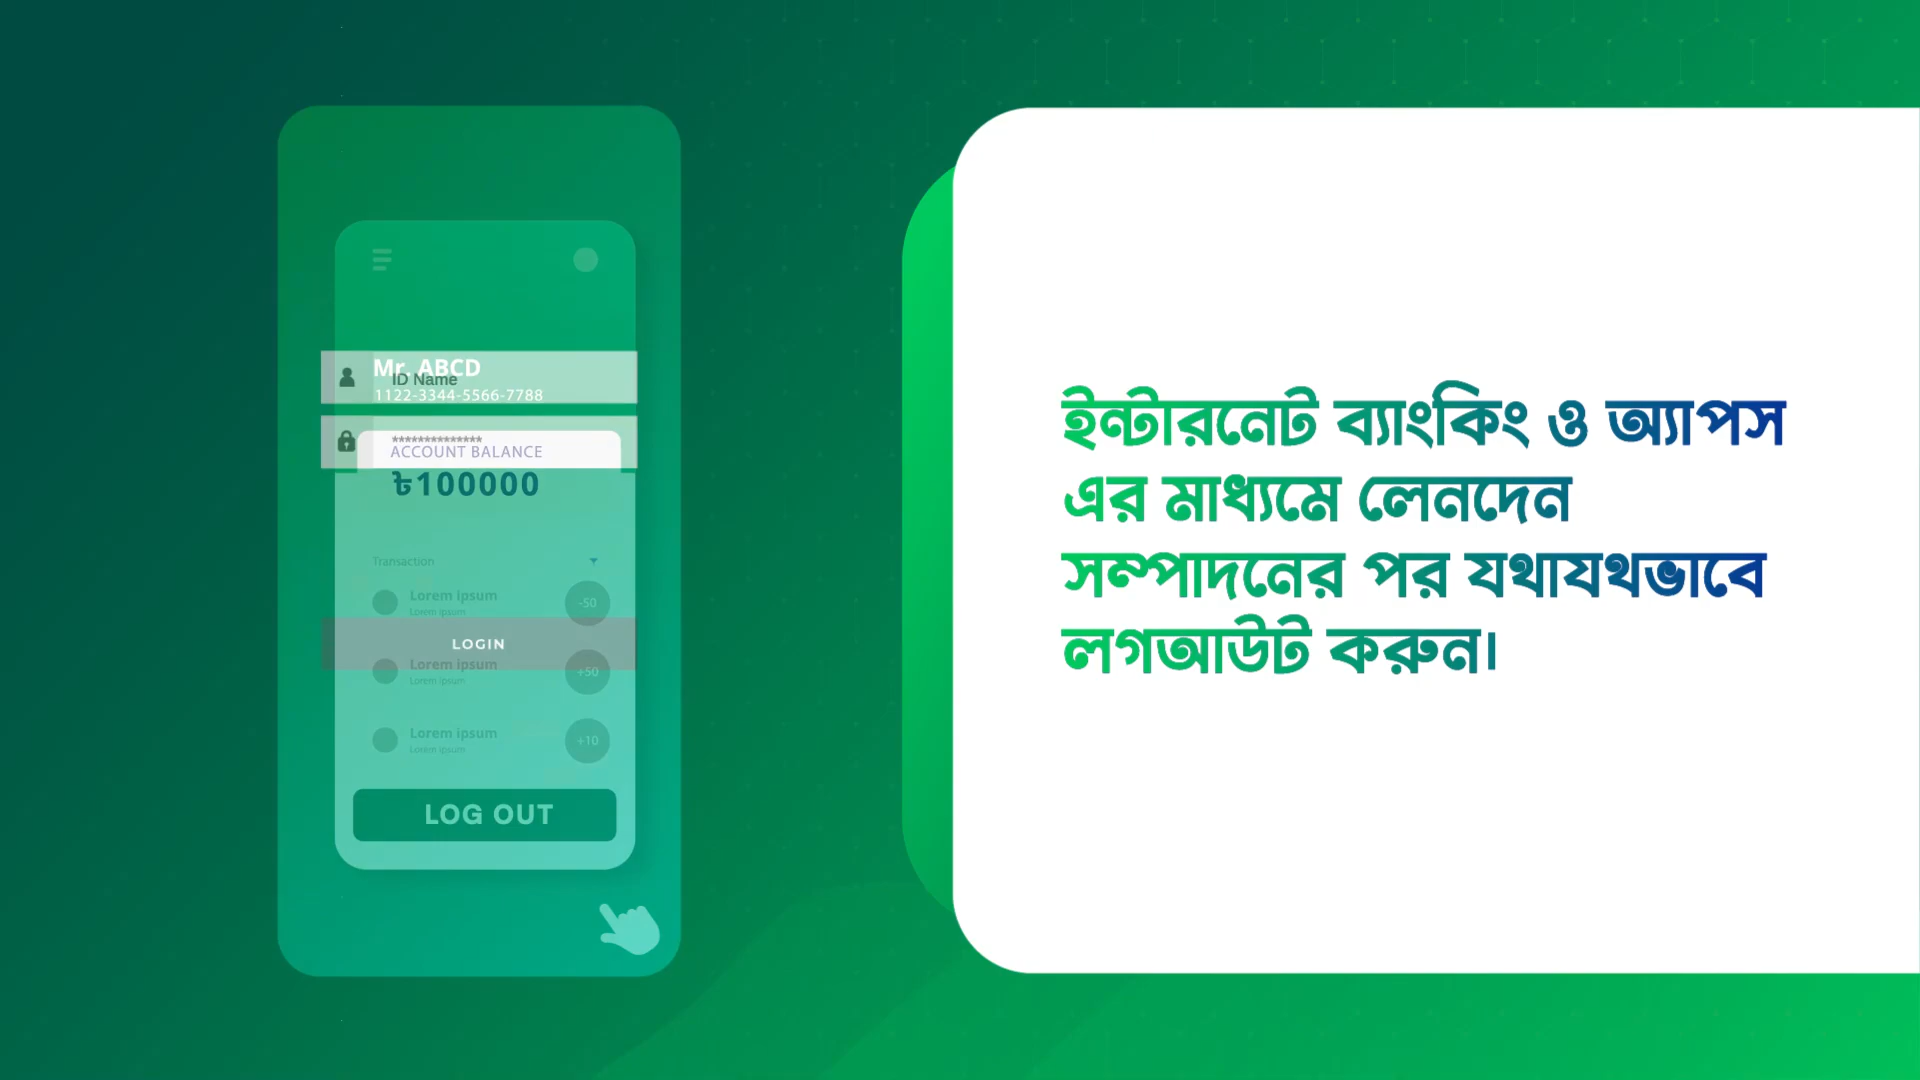 Mr. ABCD
ID Name
1122-3344-5566-7788
**************
ACCOUNT BALANCE
৳100000
Transaction
Lorem ipsum
Lorem ipsum
-50
LOGIN
Lorem ipsum
Lorem ipsum
+50
Lorem ipsum
Lorem ipsum
+10
LOG OUT
ইন্টারনেট ব্যাংকিং ও অ্যাপস
এর মাধ্যমে লেনদেন
সম্পাদনের পর যথাযথভাবে
লগআউট করুন।